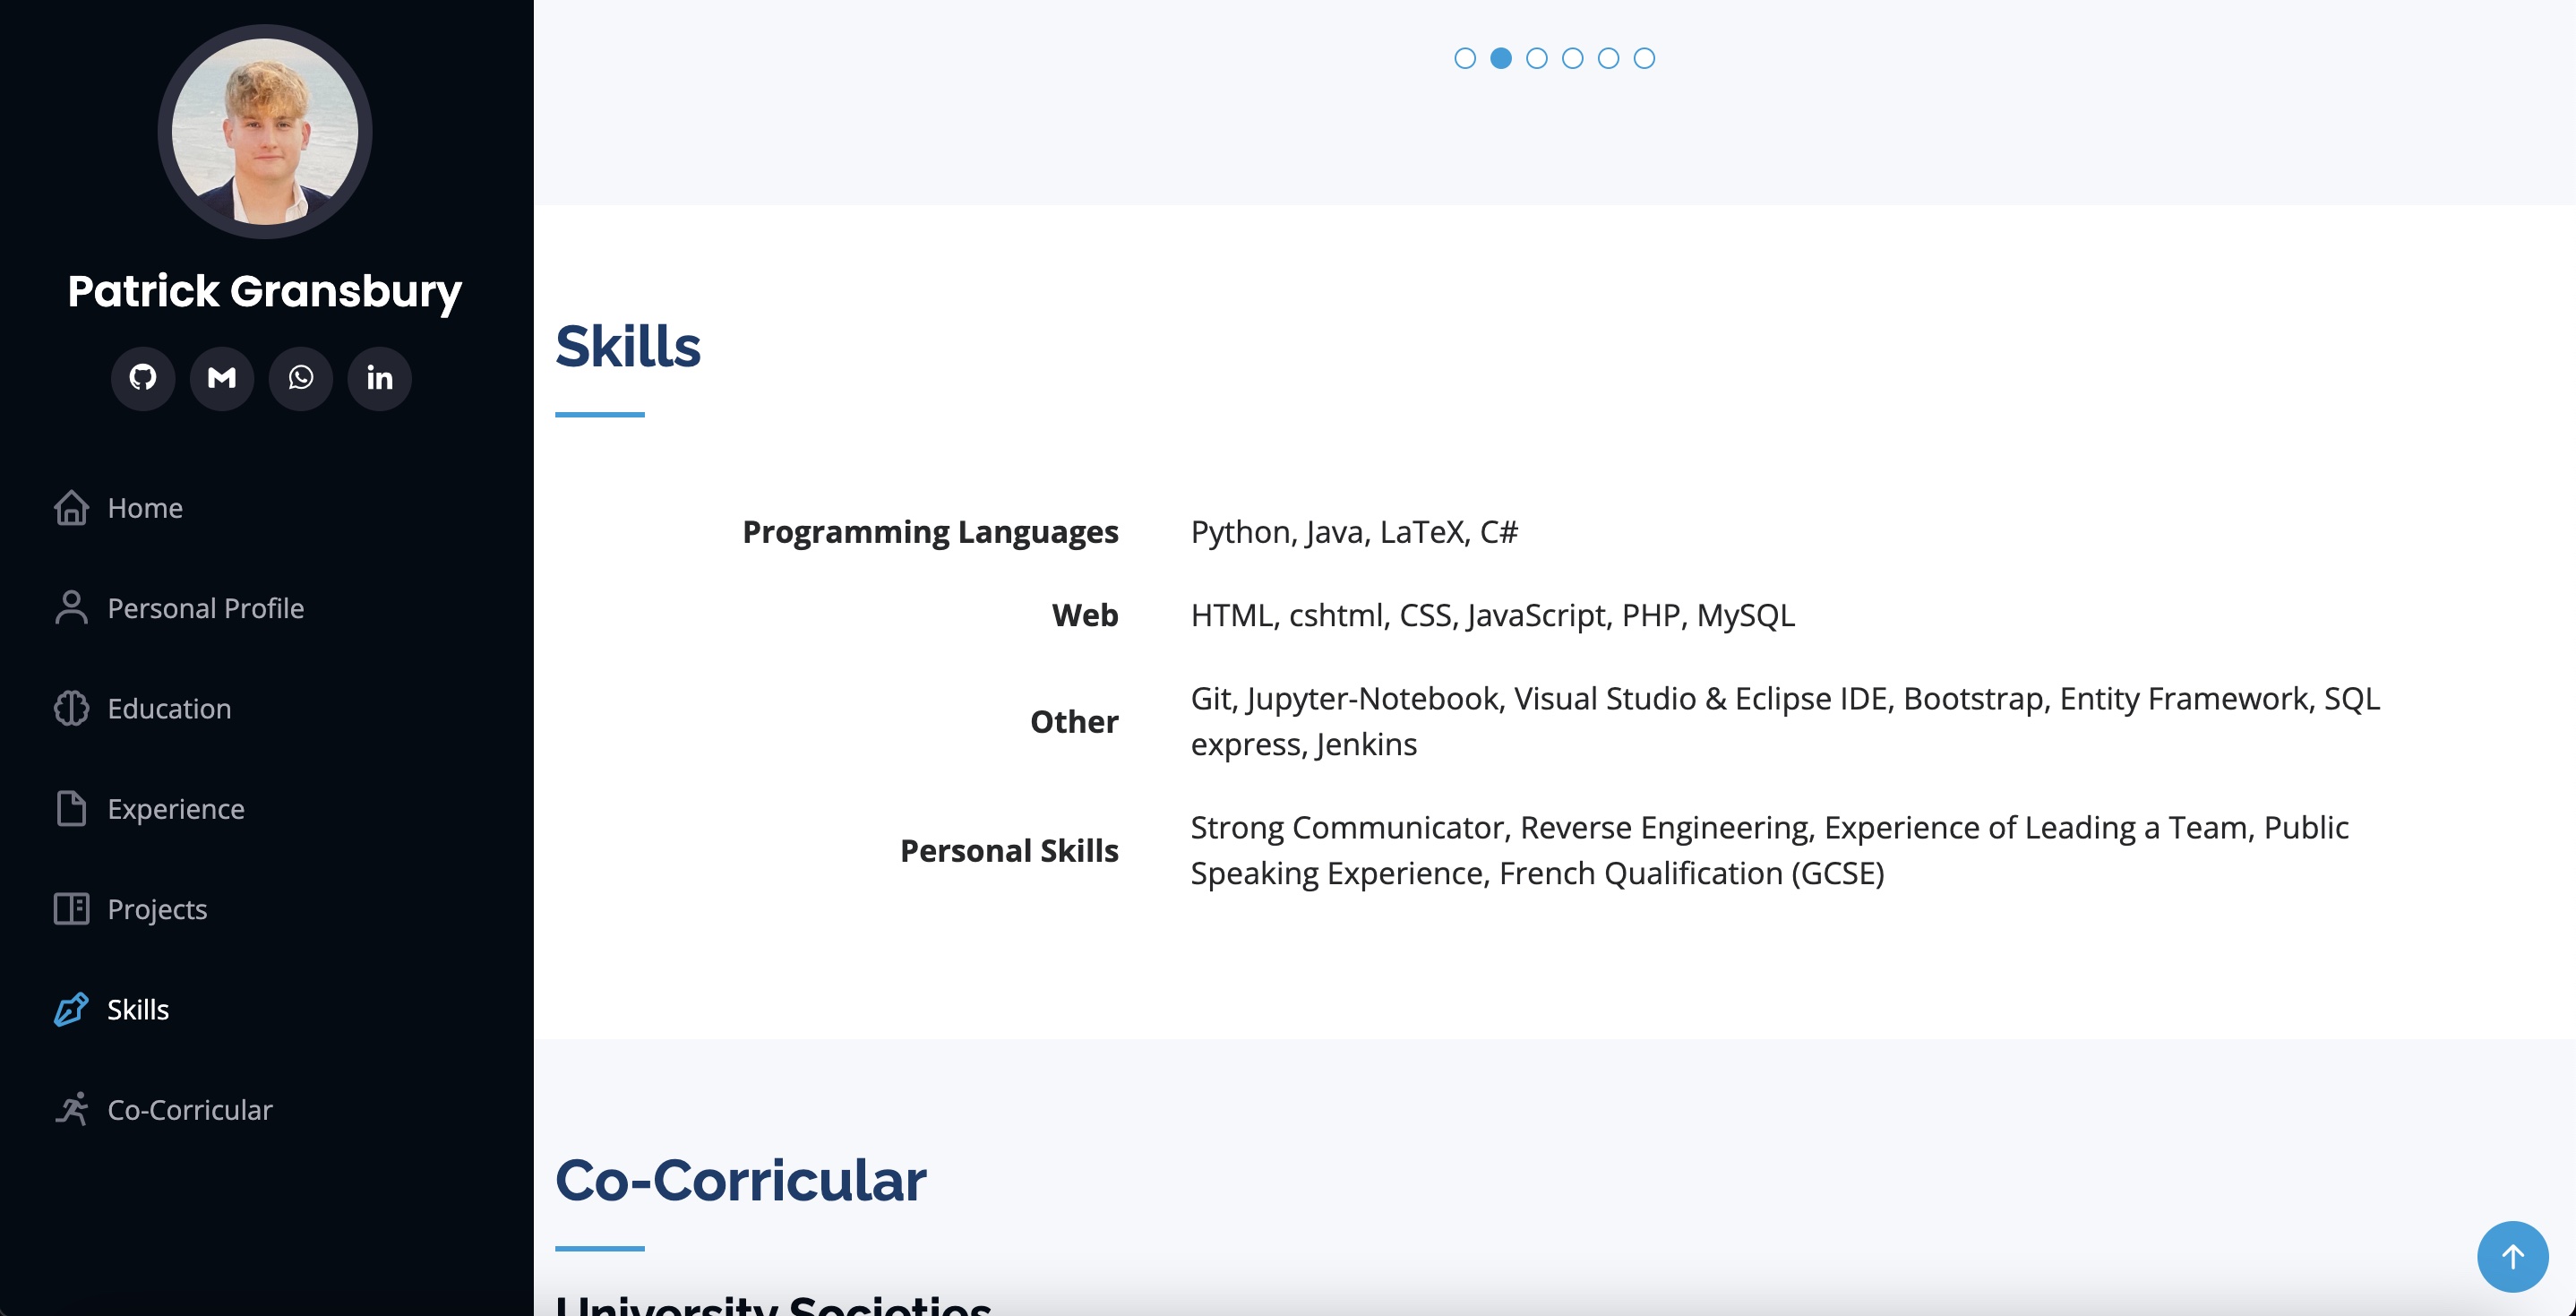 Patrick Gransbury
Home
Personal Profile
Education
Experience
Projects
Skills
Co-Corricular
Skills
Programming Languages Python, Java, LaTeX, C#
Web HTML, cshtml, CSS, JavaScript, PHP, MySQL
Other Git, Jupyter-Notebook, Visual Studio & Eclipse IDE, Bootstrap, Entity Framework, SQL
express, Jenkins
Personal Skills Strong Communicator, Reverse Engineering, Experience of Leading a Team, Public
Speaking Experience, French Qualification (GCSE)
Co-Corricular
University Societies